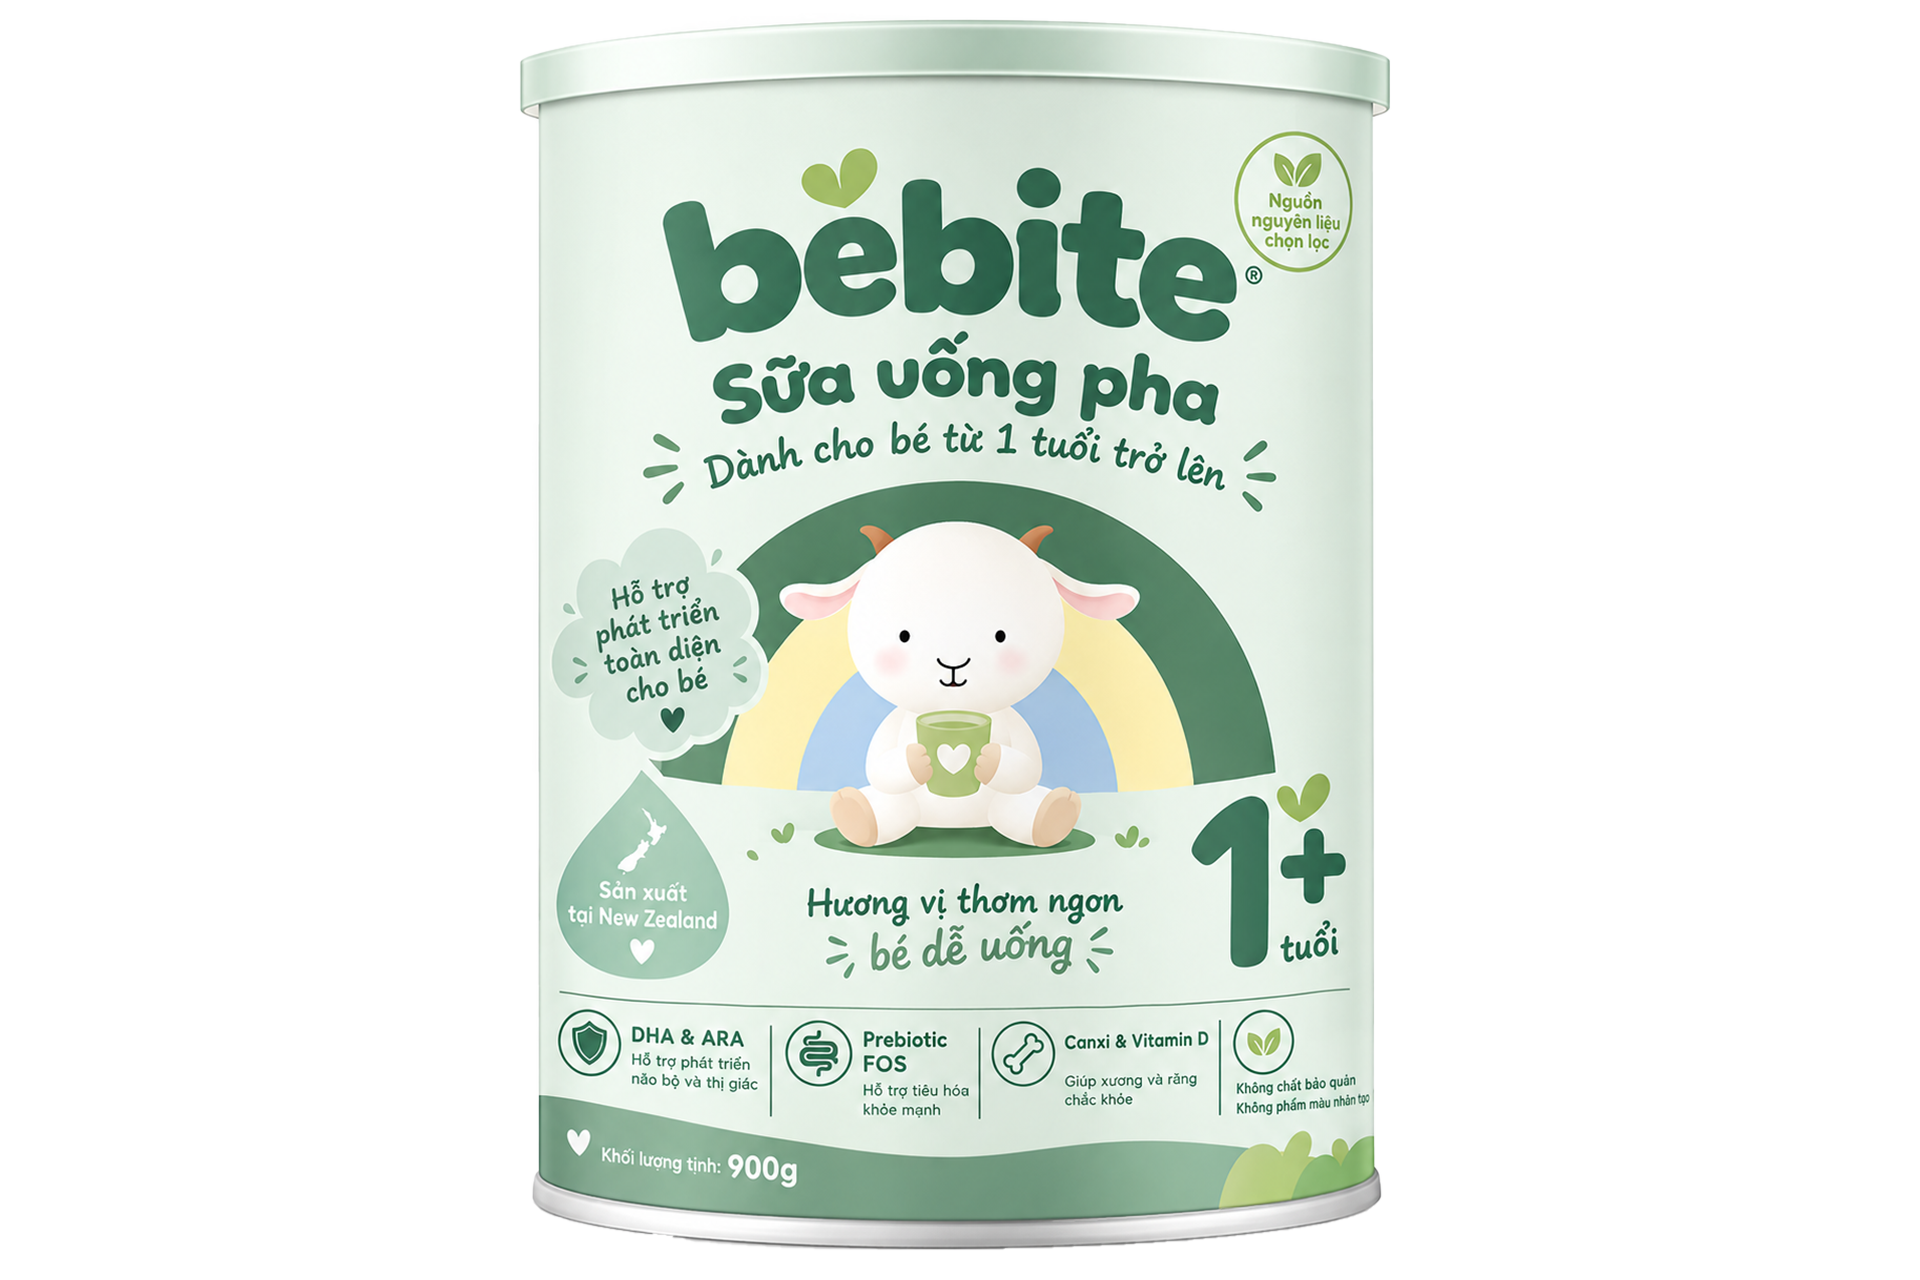 bebite®
Nguồn
nguyên liệu
chọn lọc
Sữa uống pha
Dành cho bé từ 1 tuổi trở lên
Hỗ trợ
phát triển
toàn diện
cho bé
Sản xuất
tại New Zealand
Hương vị thơm ngon
bé dễ uống
1+
tuổi
DHA & ARA
Hỗ trợ phát triển
não bộ và thị giác
Prebiotic
FOS
Hỗ trợ tiêu hóa
khỏe mạnh
Canxi & Vitamin D
Giúp xương và răng
chắc khỏe
Không chất bảo quản
Không phẩm màu nhân tạo
Khối lượng tịnh: 900g